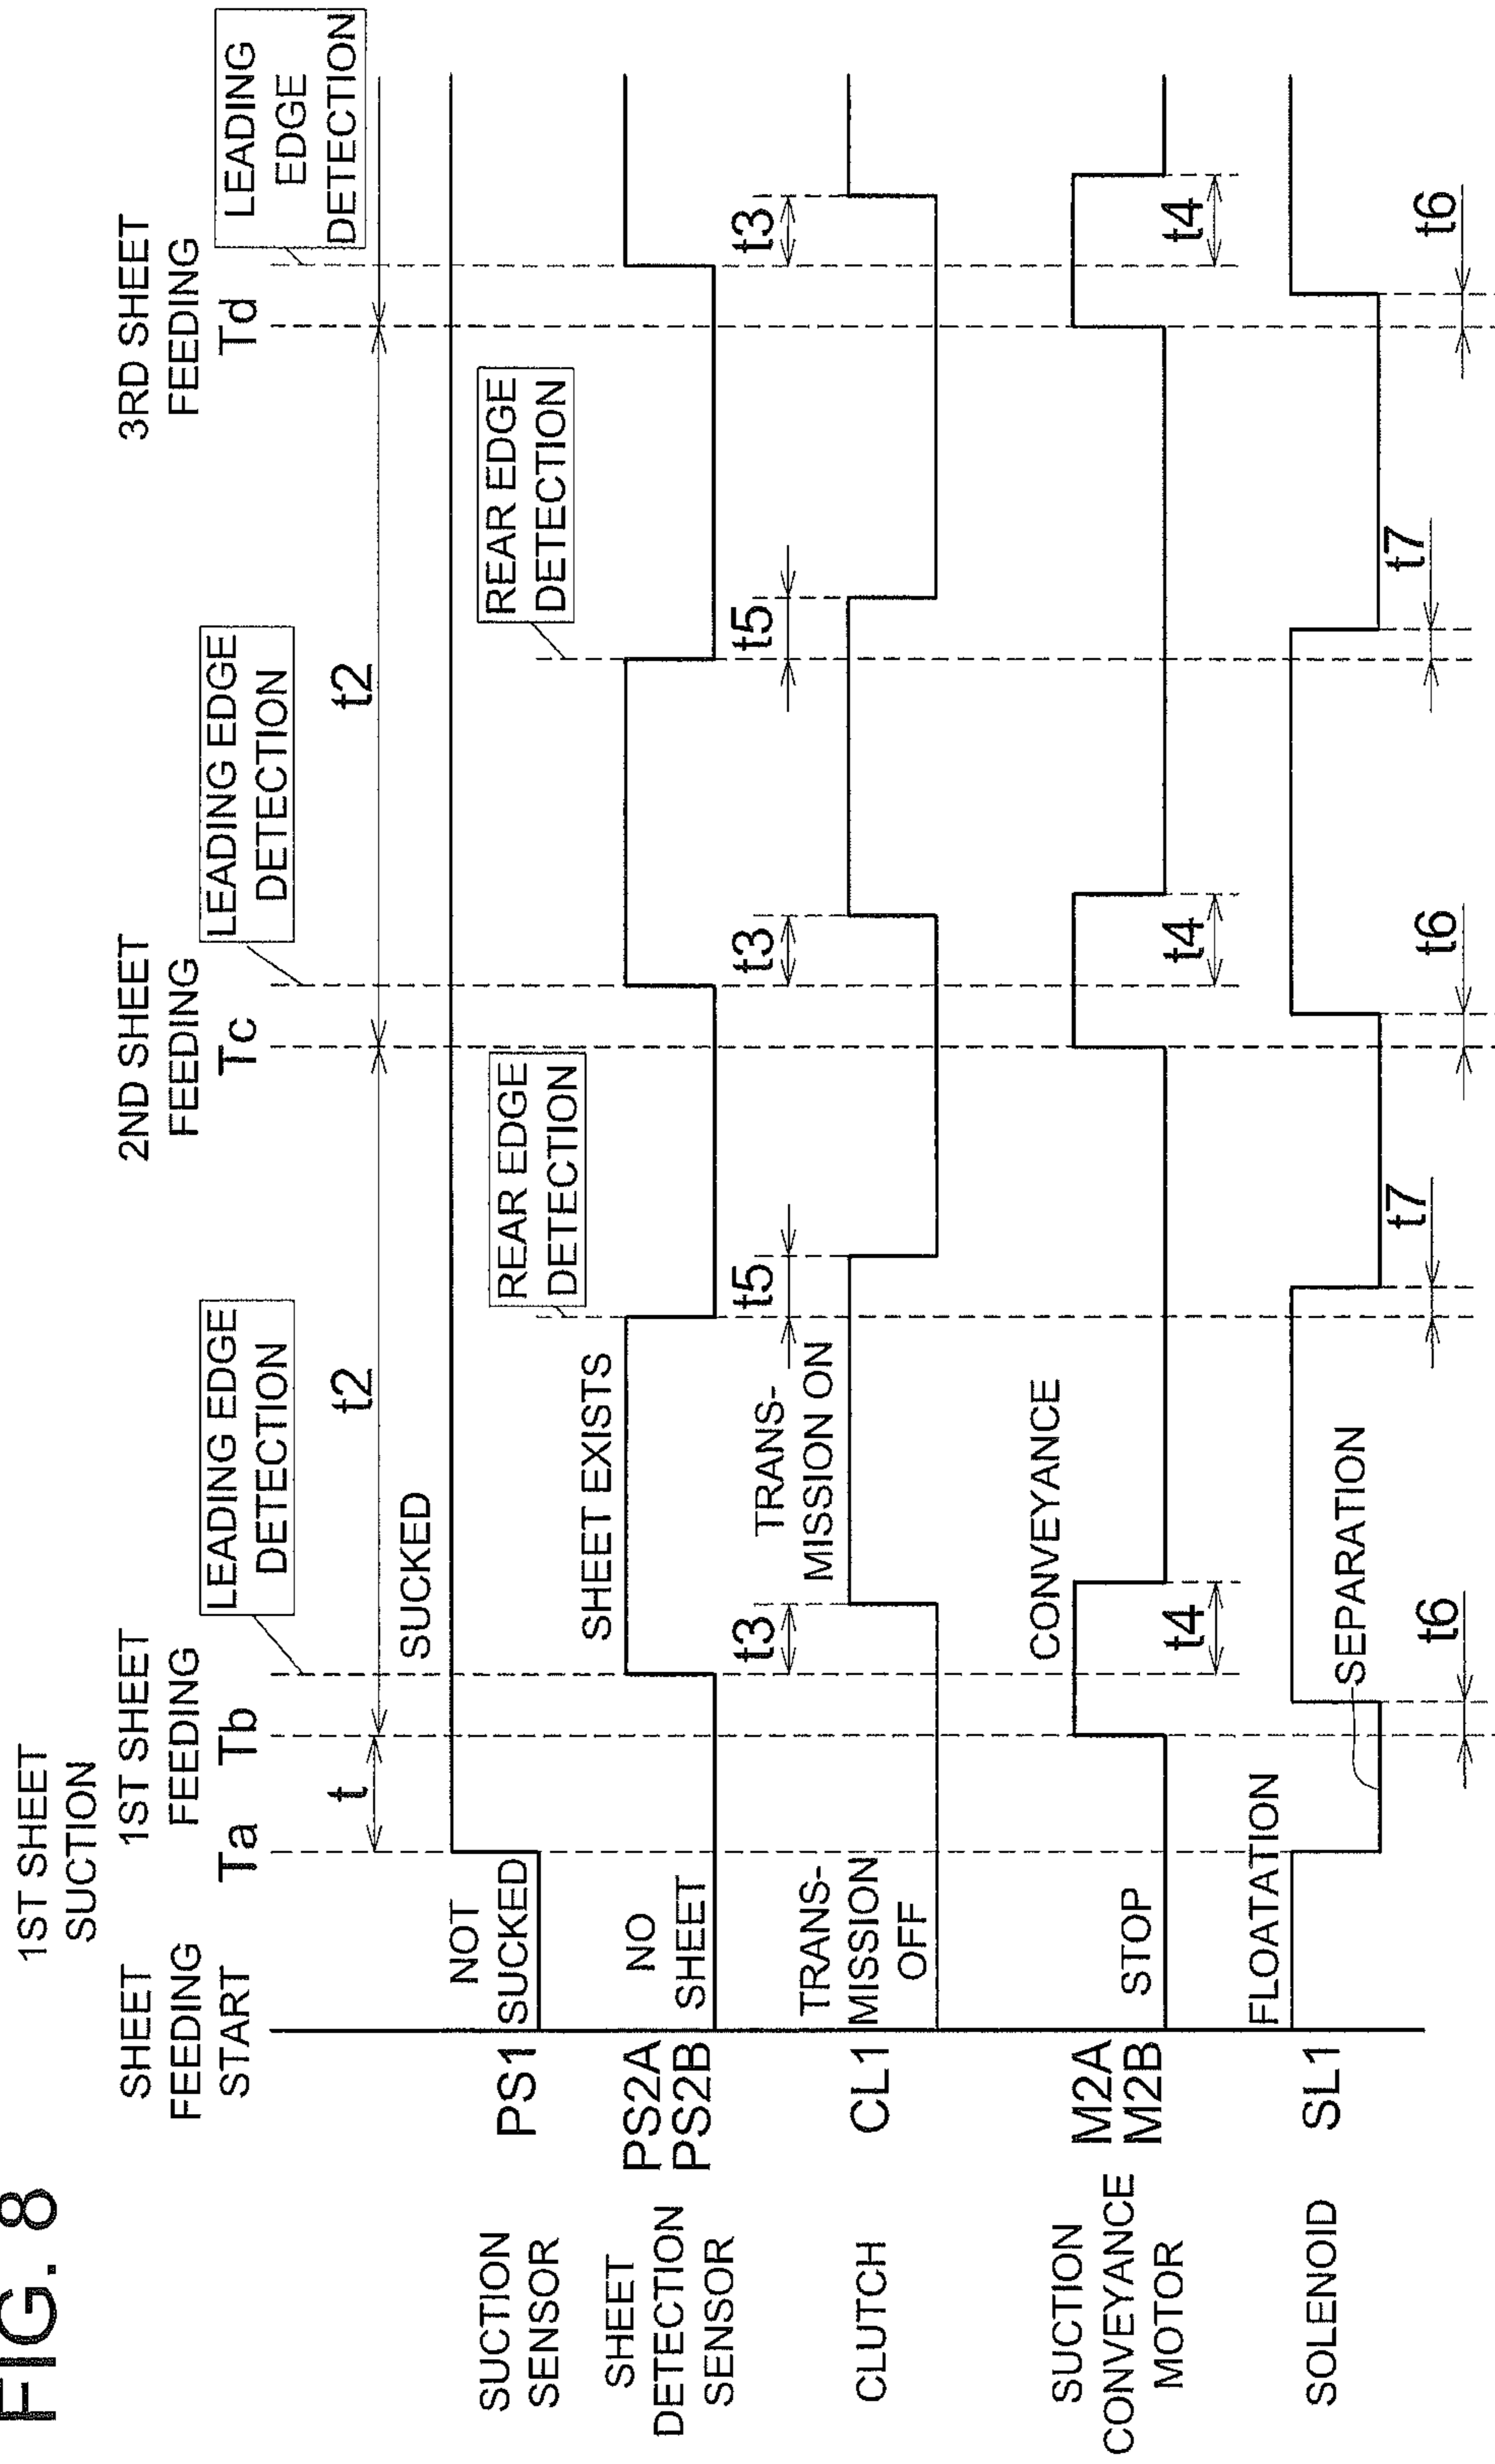 FIG. 8
1ST SHEET
SUCTION
SHEET
FEEDING
START
1ST SHEET
FEEDING
2ND SHEET
FEEDING
3RD SHEET
FEEDING
Ta
Tb
Tc
Td
LEADING EDGE
DETECTION
LEADING EDGE
DETECTION
LEADING
EDGE
DETECTION
t
t2
t2
SUCTION
SENSOR
PS1
NOT
SUCKED
SUCKED
REAR EDGE
DETECTION
REAR EDGE
DETECTION
SHEET
DETECTION
SENSOR
PS2A
PS2B
NO
SHEET
SHEET EXISTS
t3
t5
t3
t5
t3
CLUTCH
CL1
TRANS-
MISSION
OFF
TRANS-
MISSION ON
SUCTION
CONVEYANCE
MOTOR
M2A
M2B
STOP
CONVEYANCE
t4
t4
t4
SOLENOID
SL1
FLOATATION
SEPARATION
t7
t7
t6
t6
t6